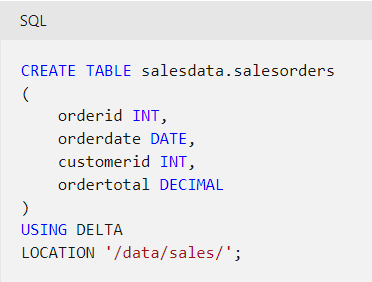 SQL
CREATE TABLE salesdata.salesorders
(
orderid INT,
orderdate DATE,
customerid INT,
ordertotal DECIMAL
)
USING DELTA
LOCATION '/data/sales/';